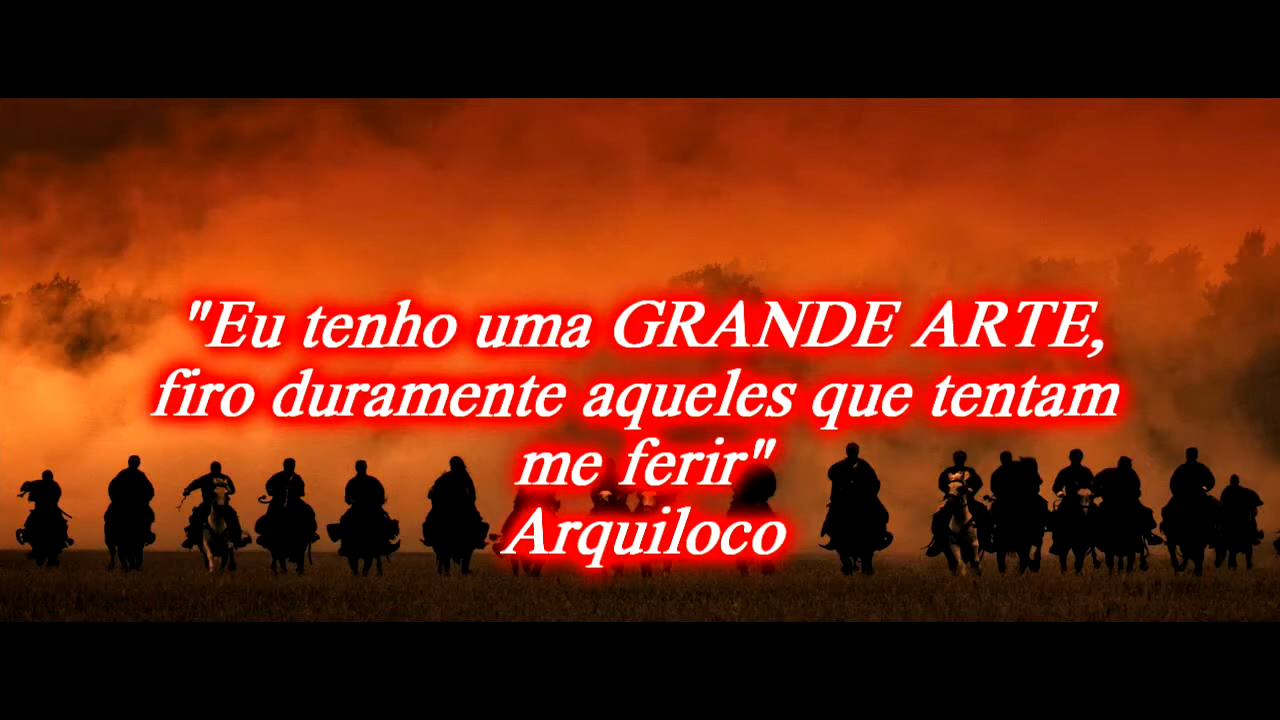 "Eu tenho uma GRANDE ARTE,
firo duramente aqueles que tentam
me ferir"
Arquiloco